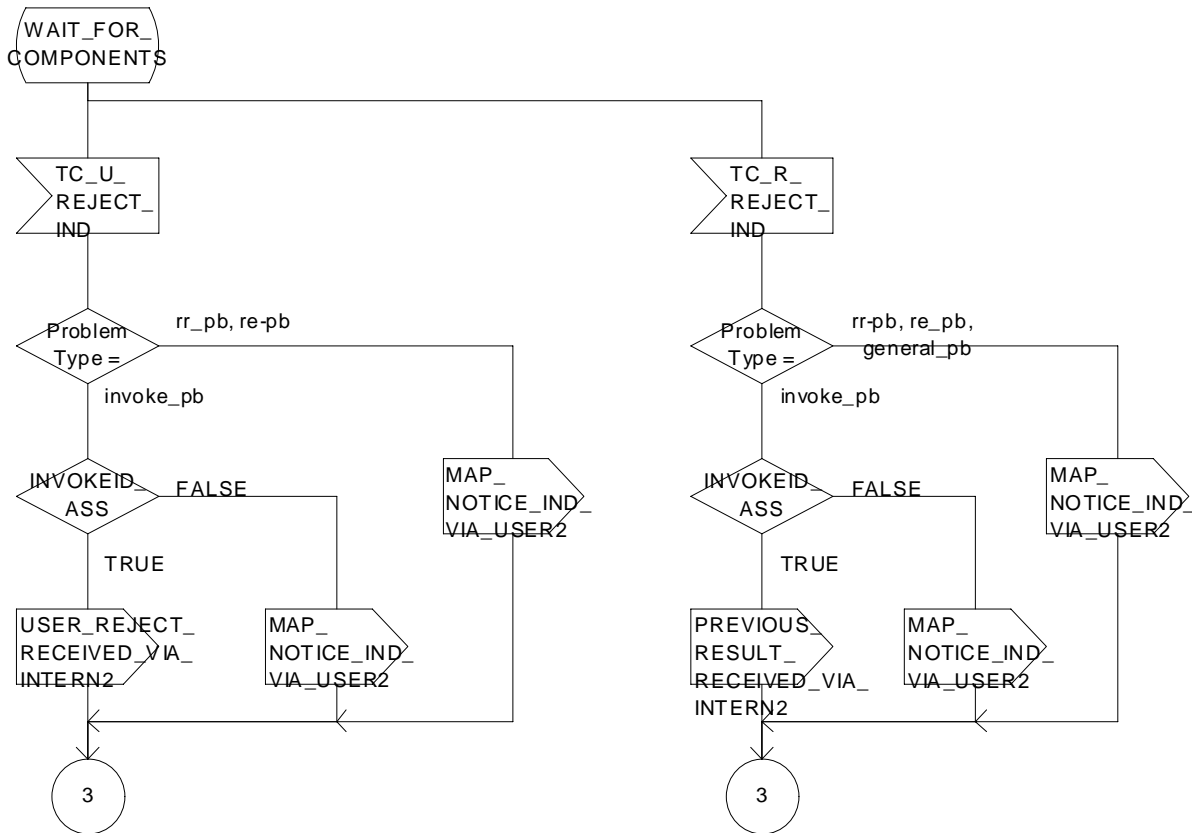 WAIT_FOR_
COMPONENTS
TC_U_
REJECT_
IND
TC_R_
REJECT_
IND
Problem
Type =
rr_pb, re-pb
invoke_pb
Problem
Type =
rr-pb, re_pb,
general_pb
invoke_pb
INVOKEID_
ASS
FALSE
TRUE
MAP_
NOTICE_IND_
VIA_USER2
INVOKEID_
ASS
FALSE
TRUE
MAP_
NOTICE_IND_
VIA_USER2
USER_REJECT_
RECEIVED_VIA_
INTERN2
MAP_
NOTICE_IND_
VIA_USER2
PREVIOUS_
RESULT_
RECEIVED_VIA_
INTERN2
MAP_
NOTICE_IND_
VIA_USER2
3
3